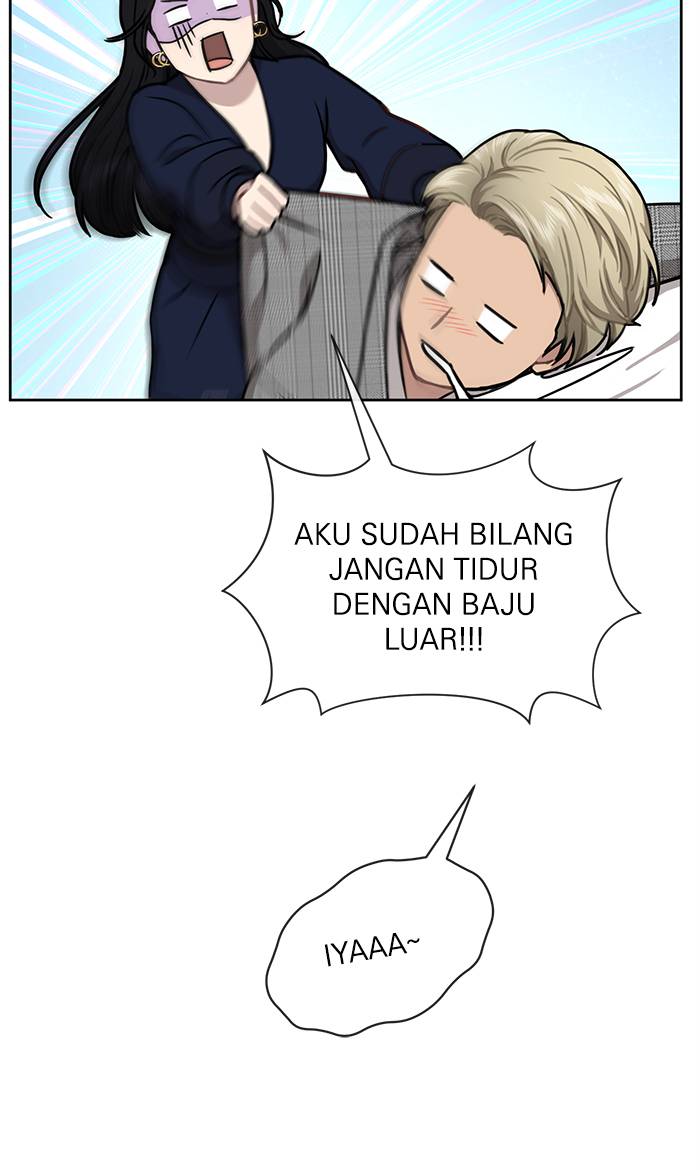 AKU SUDAH BILANG
JANGAN TIDUR
DENGAN BAJU
LUAR!!!
IYAAA~